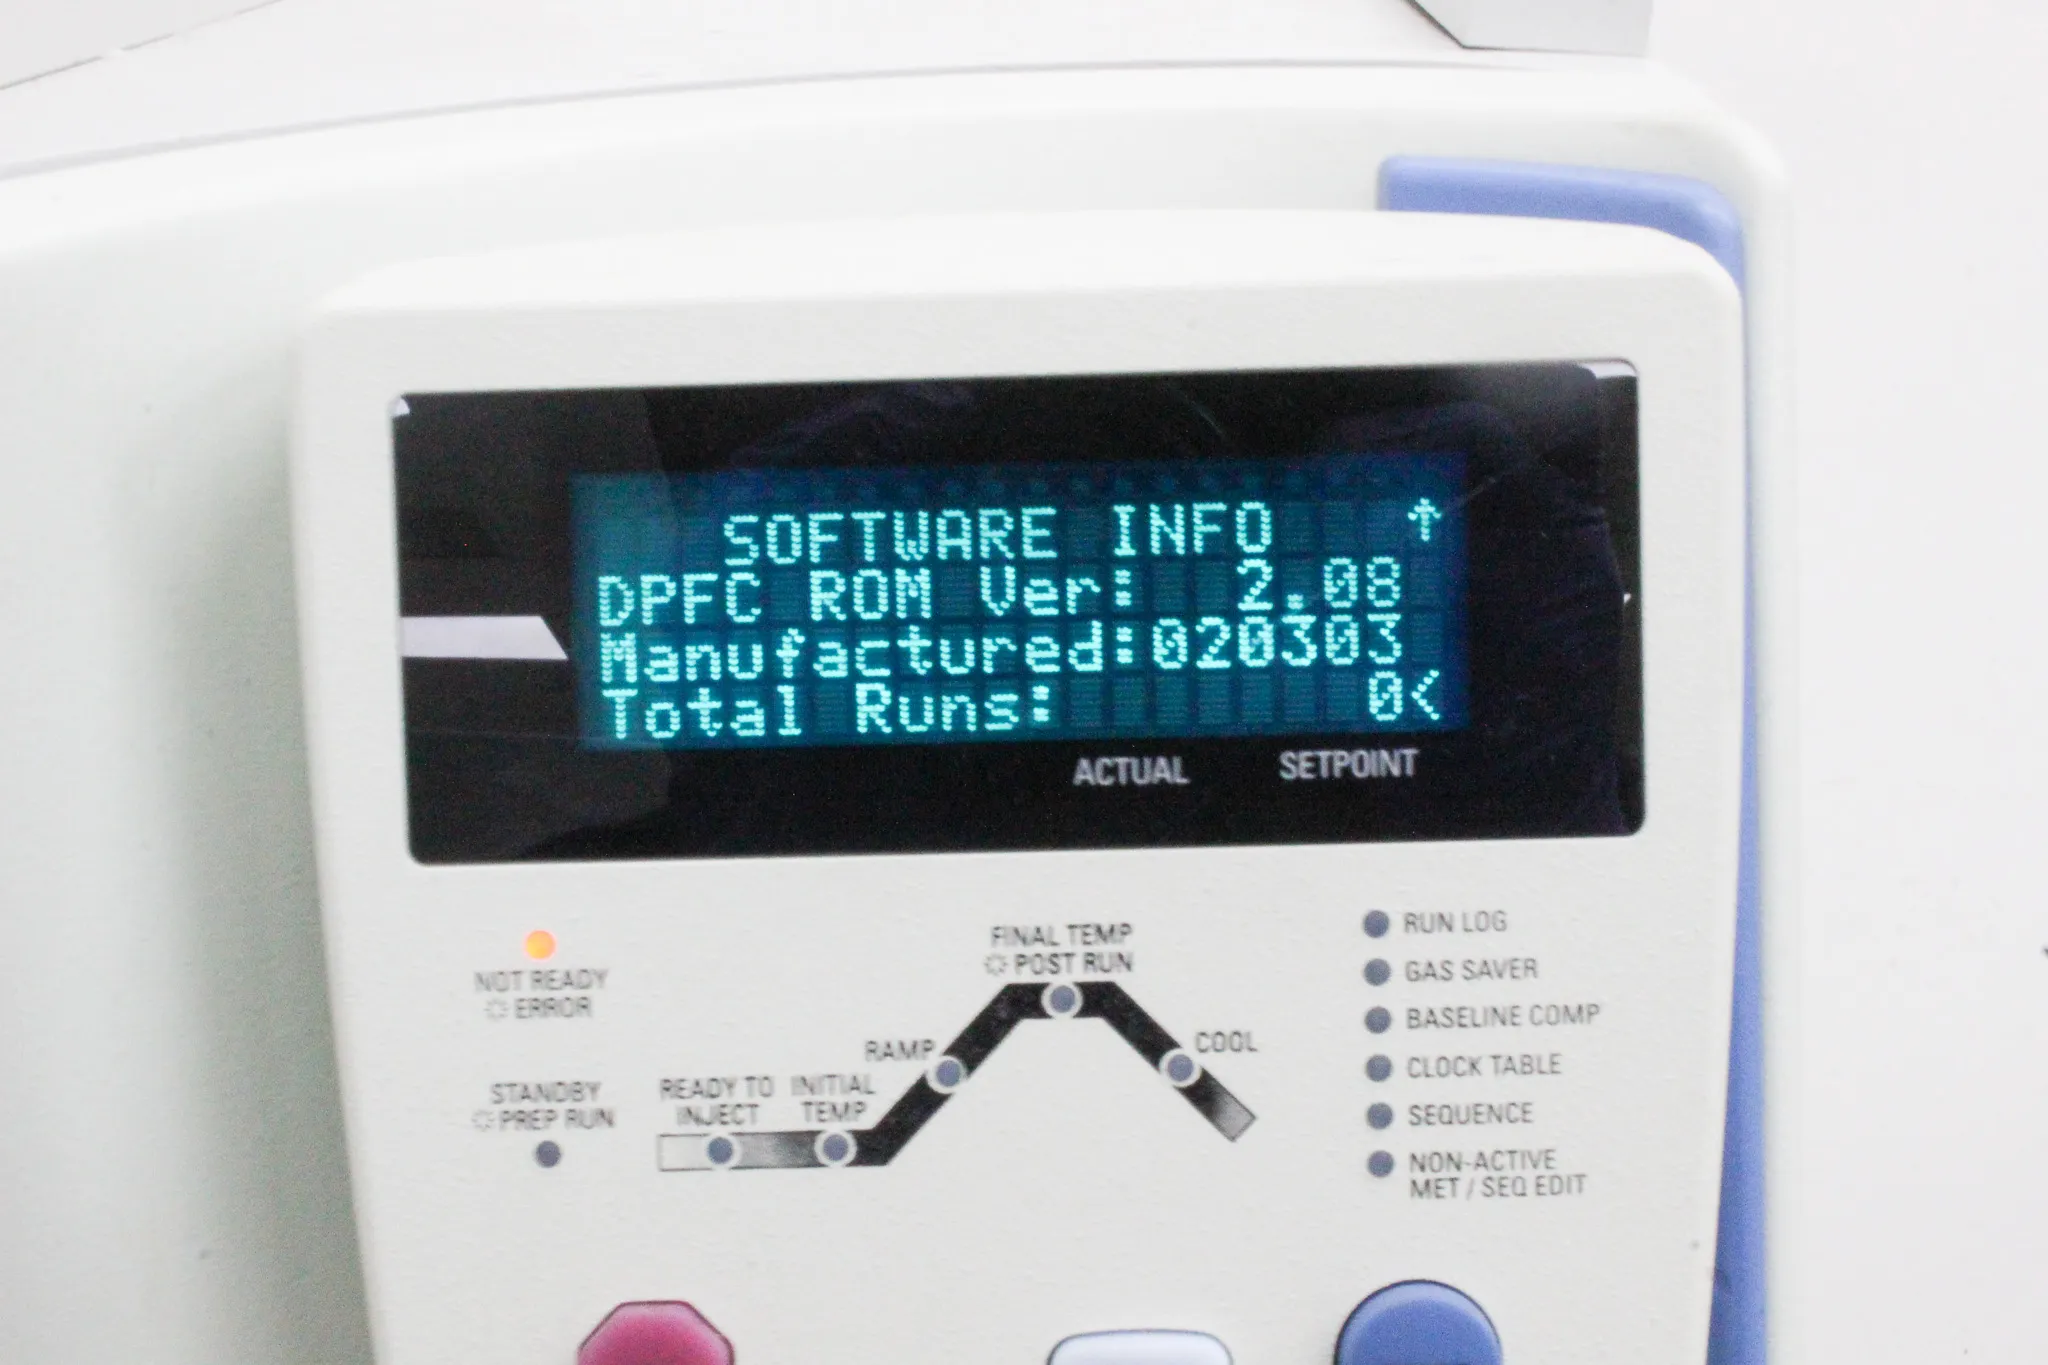 SOFTWARE INFO ↑
DPFC ROM Ver: 2.08
Manufactured:020303
Total Runs: 0<
ACTUAL SETPOINT
NOT READY
ERROR
STANDBY
PREP RUN
READY TO
INJECT
INITIAL
TEMP
RAMP
FINAL TEMP
POST RUN
COOL
RUN LOG
GAS SAVER
BASELINE COMP
CLOCK TABLE
SEQUENCE
NON-ACTIVE
MET / SEQ EDIT